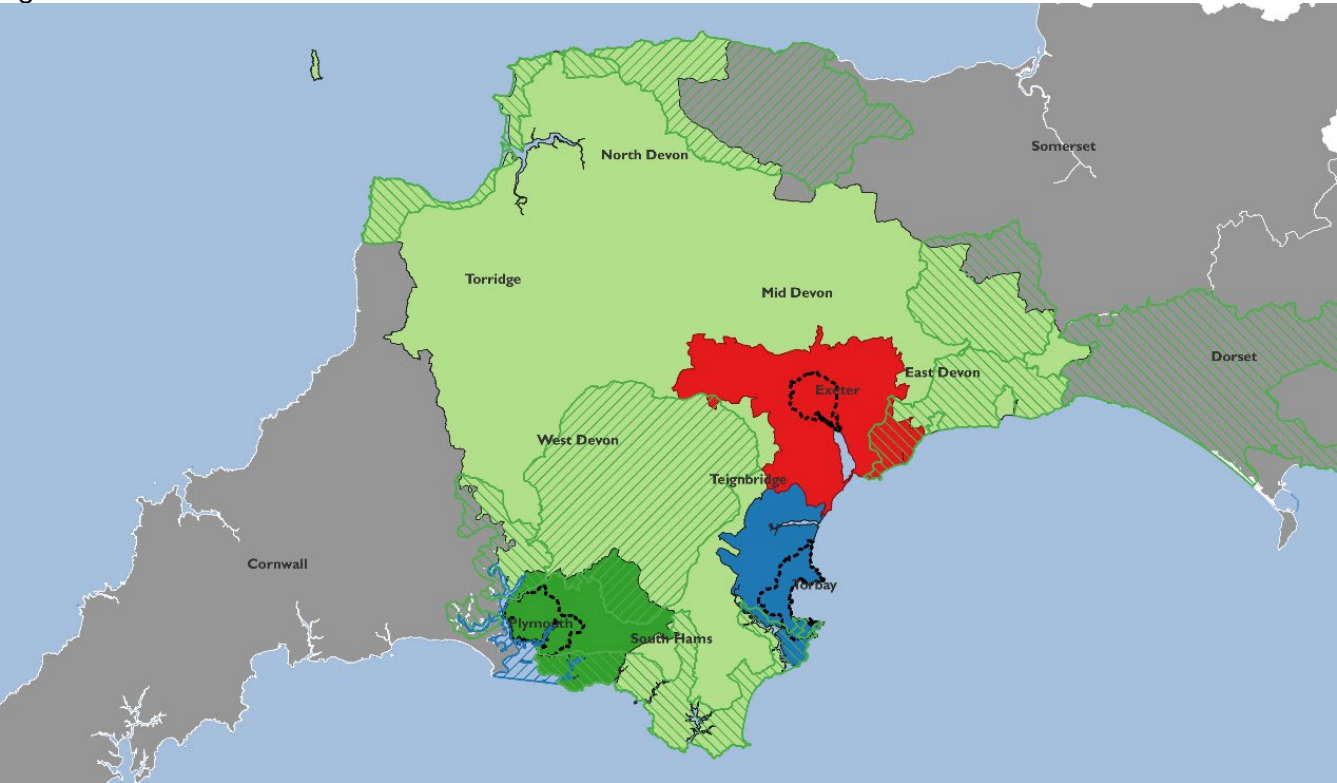 North Devon
Somerset
Torridge
Mid Devon
Dorset
East Devon
Exeter
West Devon
Teignbridge
Cornwall
Torbay
Plymouth
South Hams